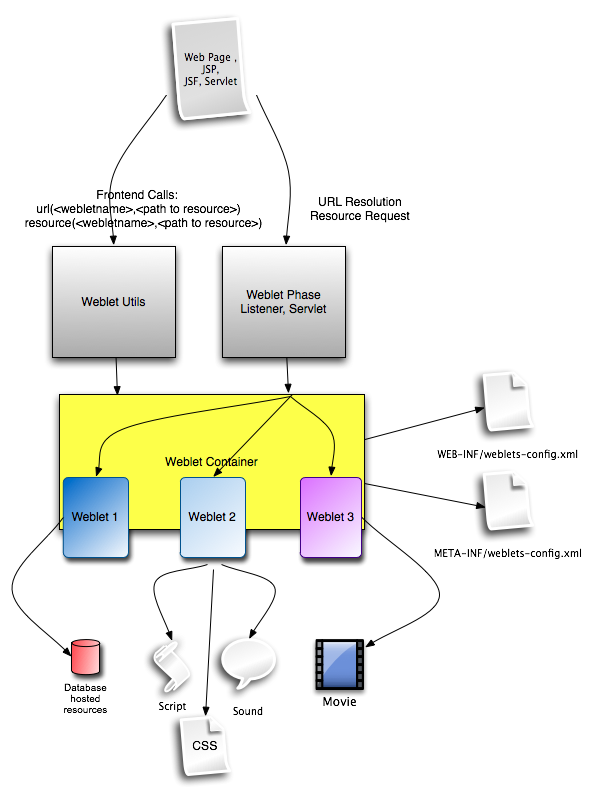 Web Page ,
JSP,
JSF, Servlet
Frontend Calls:
url(<webletname>,<path to resource>)
resource(<webletname>,<path to resource>)
URL Resolution
Resource Request
Weblet Utils
Weblet Phase
Listener, Servlet
Weblet Container
WEB-INF/weblets-config.xml
META-INF/weblets-config.xml
Weblet 1
Weblet 2
Weblet 3
Database
hosted
resources
Script
Sound
Movie
CSS